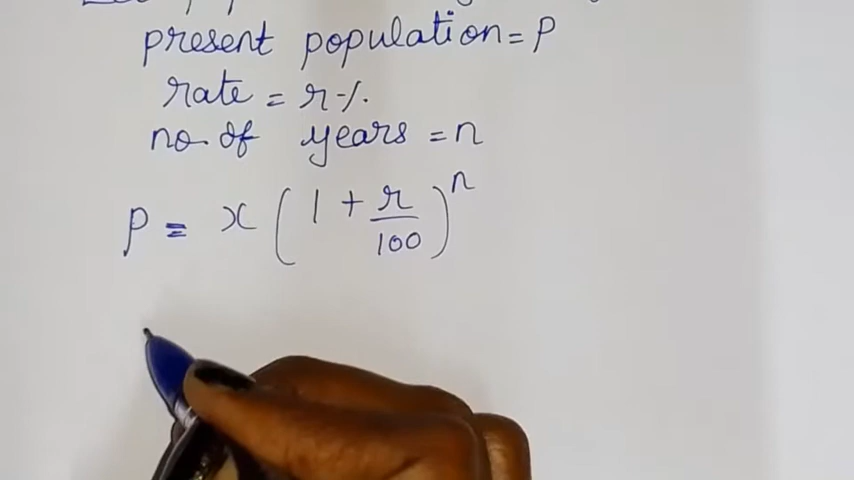 present population = P
rate = r%
no. of years = n
P = x ( 1 + r/100 )^n